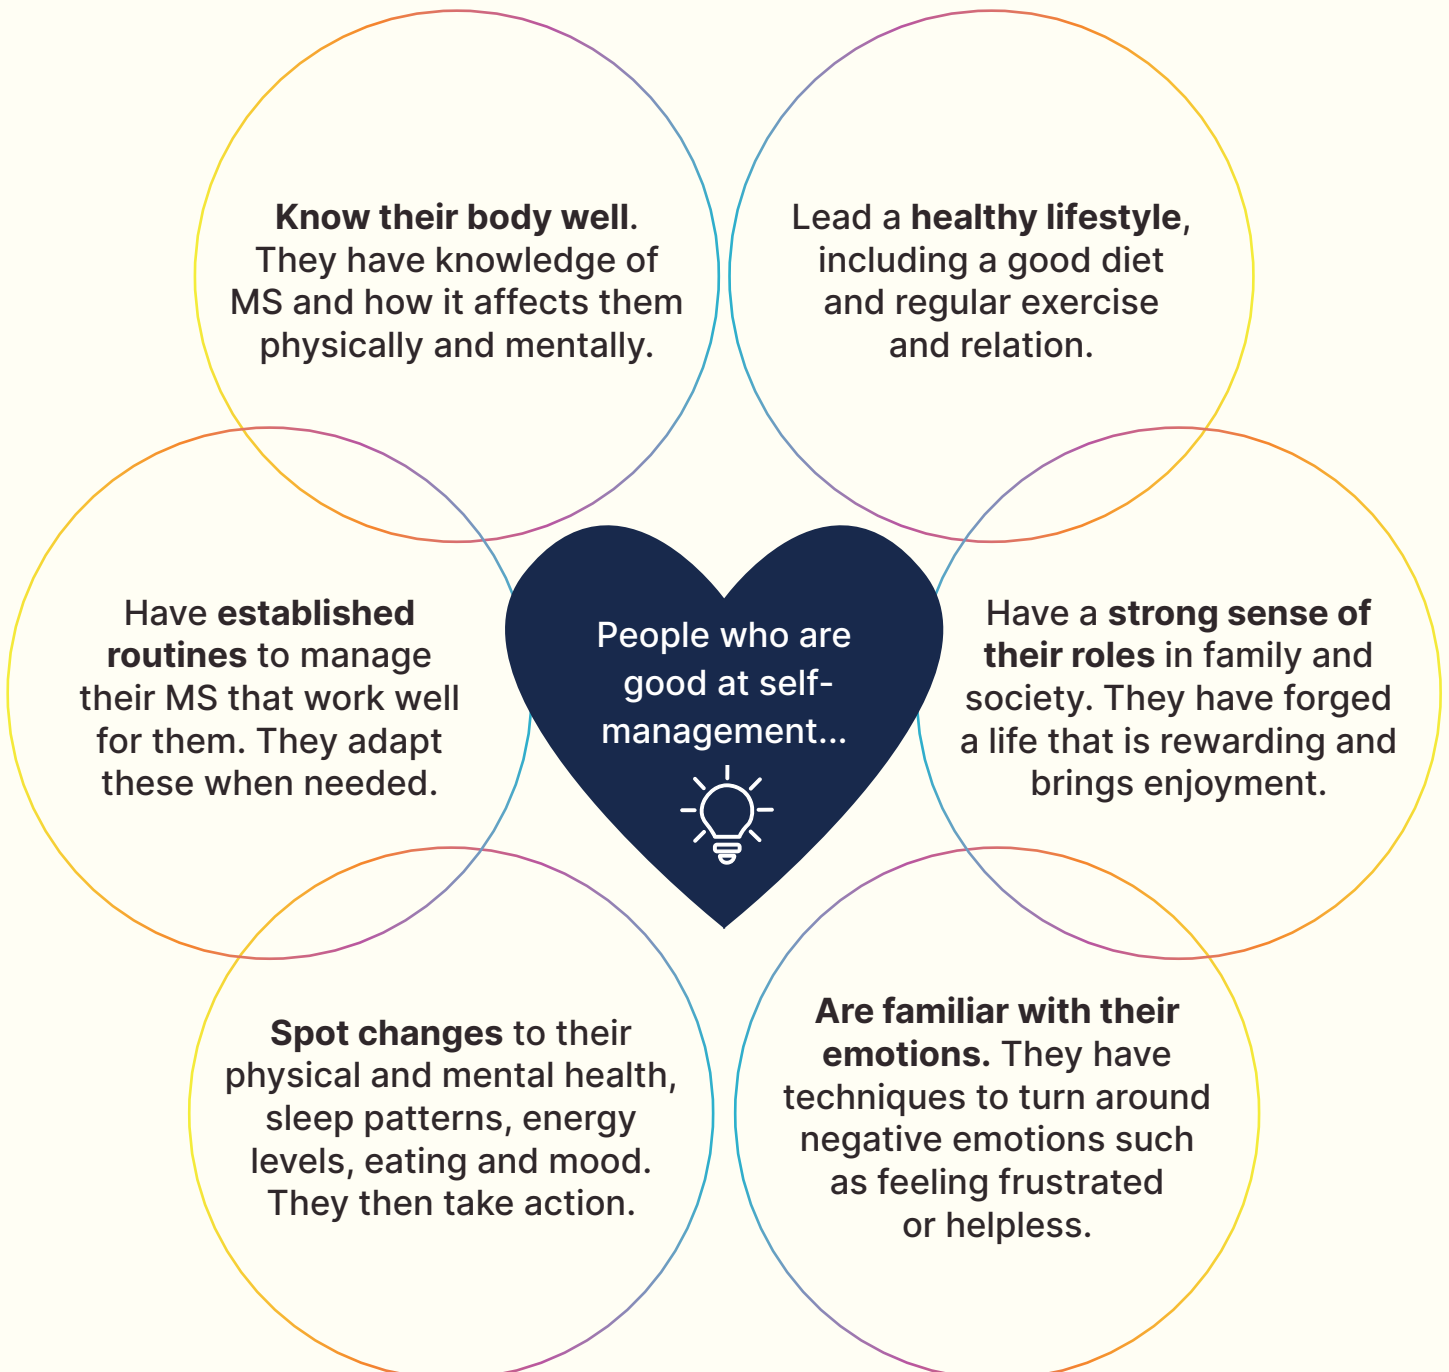 Know their body well.
They have knowledge of
MS and how it affects them
physically and mentally.
Lead a healthy lifestyle,
including a good diet
and regular exercise
and relation.
Have established
routines to manage
their MS that work well
for them. They adapt
these when needed.
People who are
good at self-
management...
Have a strong sense of
their roles in family and
society. They have forged
a life that is rewarding and
brings enjoyment.
Spot changes to their
physical and mental health,
sleep patterns, energy
levels, eating and mood.
They then take action.
Are familiar with their
emotions. They have
techniques to turn around
negative emotions such
as feeling frustrated
or helpless.